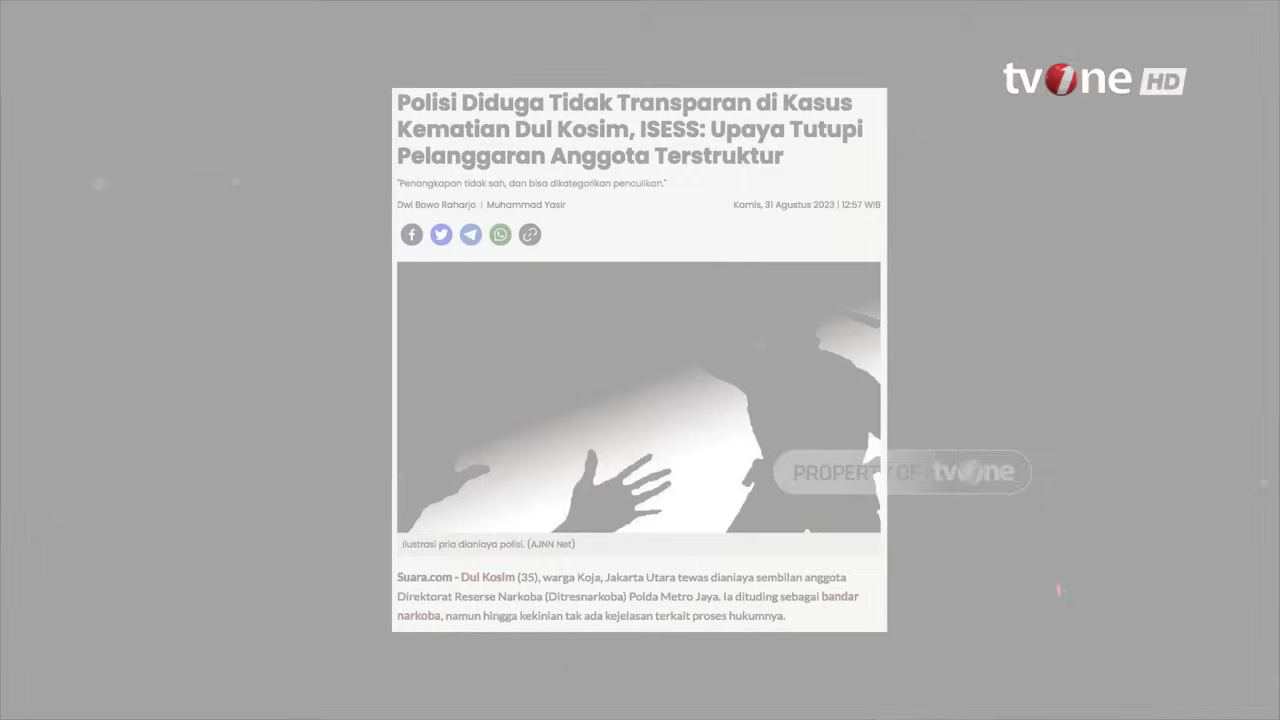 tvOne HD
Polisi Diduga Tidak Transparan di Kasus
Kematian Dul Kosim, ISESS: Upaya Tutupi
Pelanggaran Anggota Terstruktur
"Penangkapan tidak sah, dan bisa dikategorikan penculikan."
Dwi Bowo Raharjo | Muhammad Yasir
Kamis, 31 Agustus 2023 | 12:57 WIB
PROPERTY OF tvOne
Ilustrasi pria dianiaya polisi. (AJNN Net)
Suara.com - Dul Kosim (35), warga Koja, Jakarta Utara tewas dianiaya sembilan anggota
Direktorat Reserse Narkoba (Ditresnarkoba) Polda Metro Jaya. Ia dituding sebagai bandar
narkoba, namun hingga kekinian tak ada kejelasan terkait proses hukumnya.